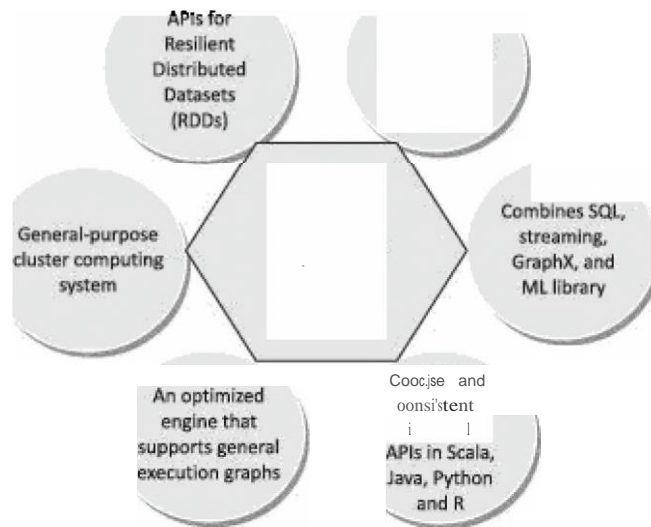 APIs for
Resilient
Distributed
Datasets
(RDDs)
General-purpose
cluster computing
system
Combines SQL,
streaming,
GraphX, and
ML library
An optimized
engine that
supports general
execution graphs
and
APIs in Scala,
Java, Python
and R